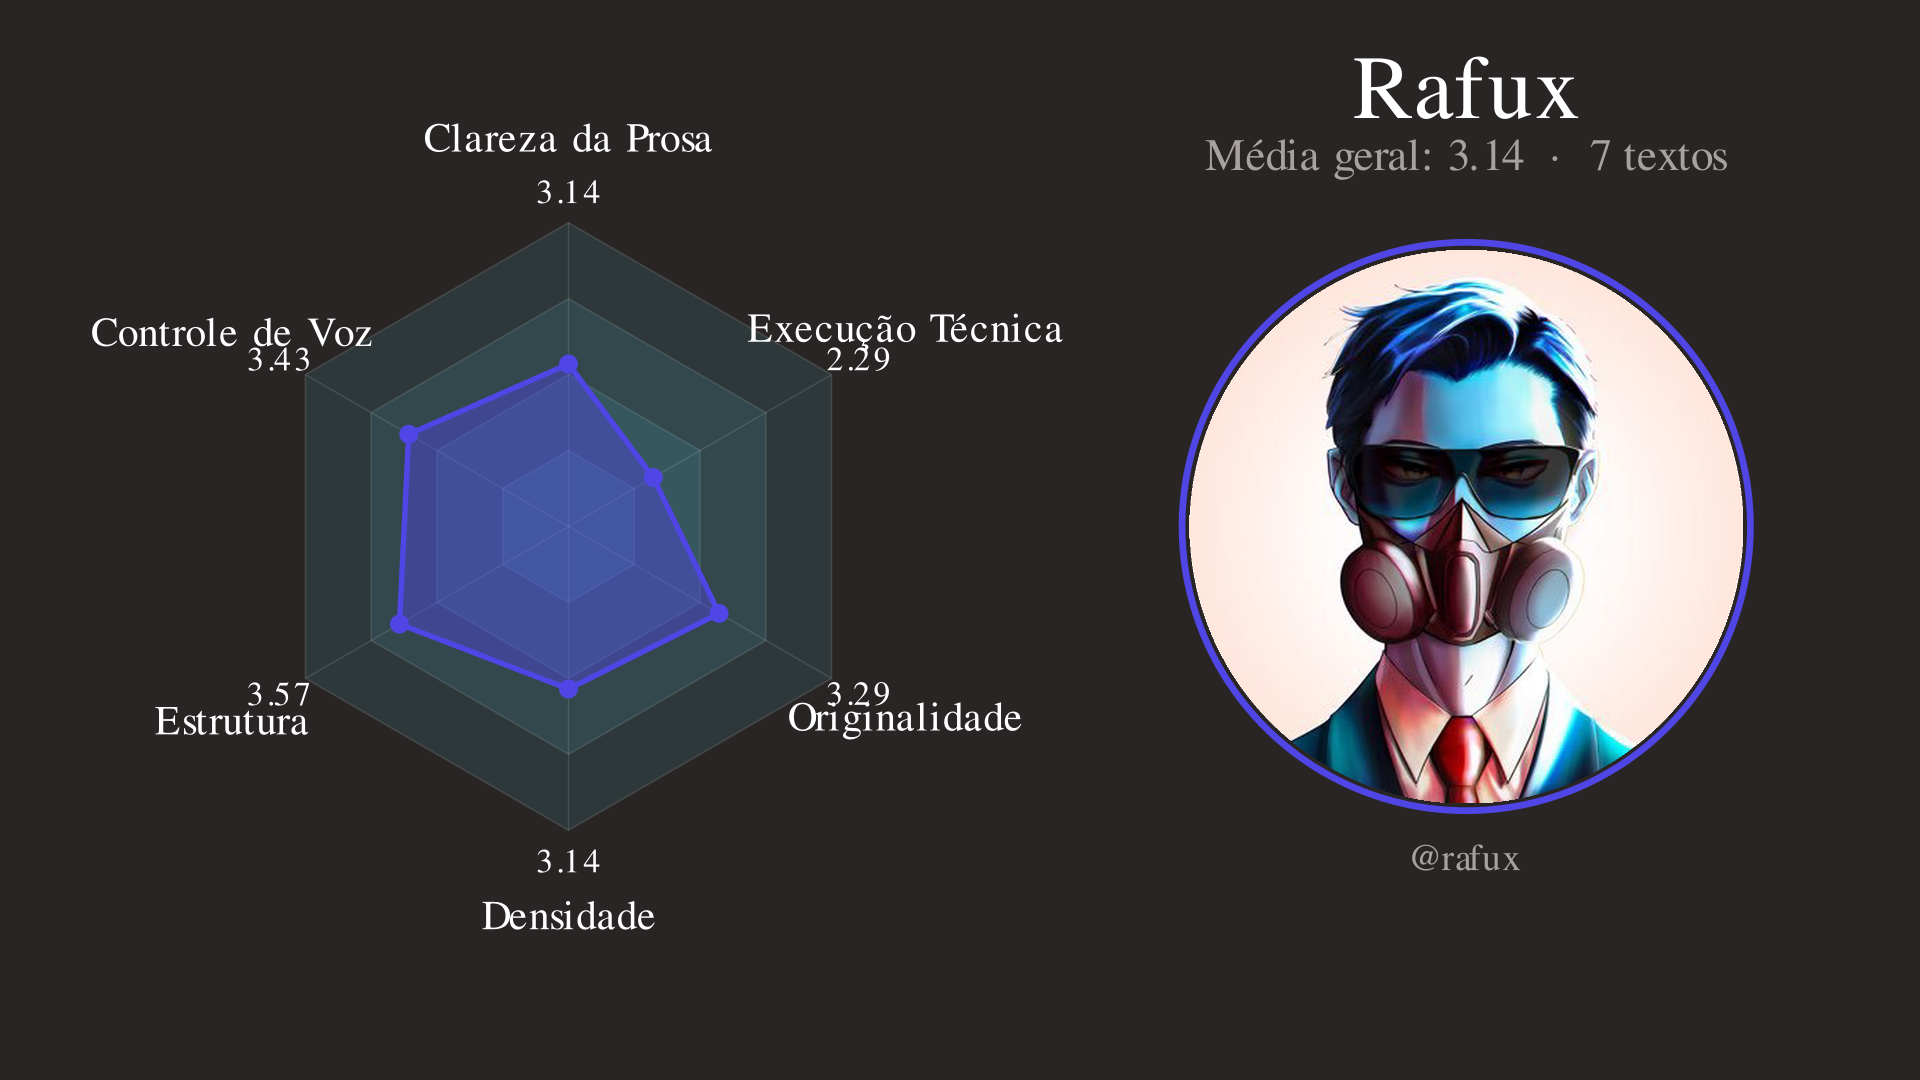 Rafux
Média geral: 3.14 · 7 textos
Clareza da Prosa
3.14
Execução Técnica
2.29
Controle de Voz
3.43
3.57
Estrutura
3.29
Originalidade
3.14
Densidade
@rafux